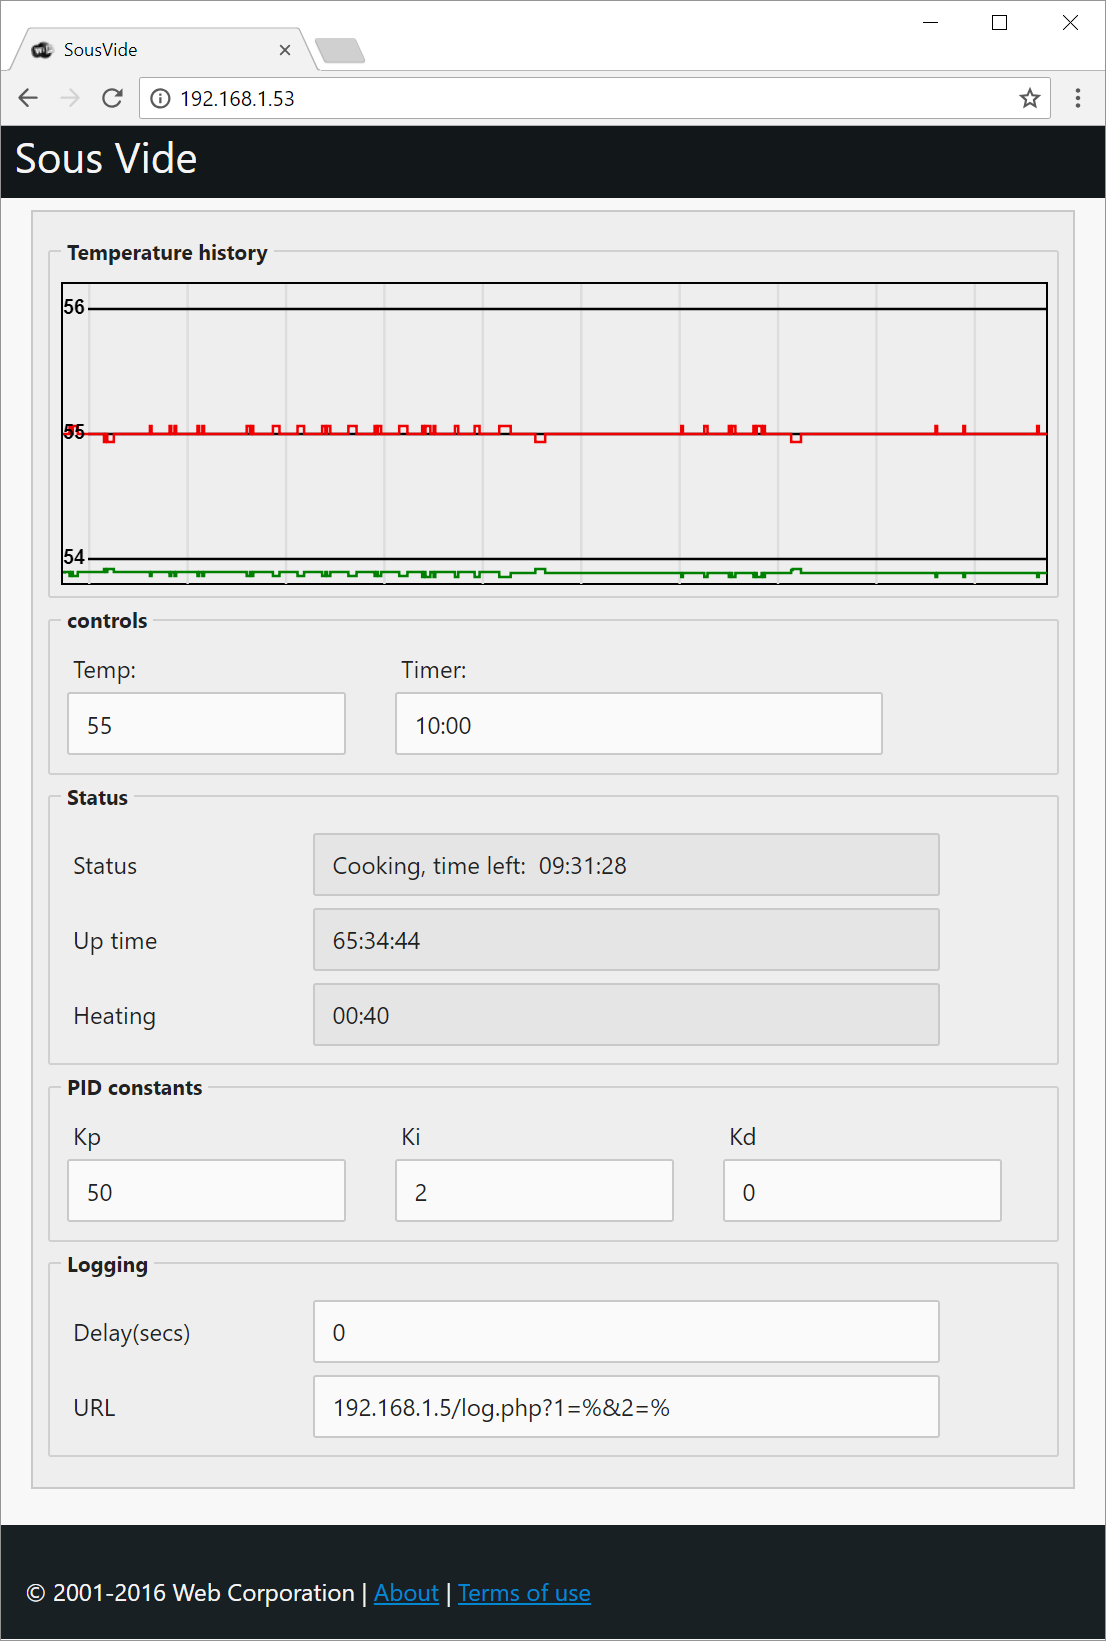 SousVide
192.168.1.53
Sous Vide
Temperature history
56
55
54
controls
Temp: Timer:
55 10:00
Status
Status Cooking, time left: 09:31:28
Up time 65:34:44
Heating 00:40
PID constants
Kp Ki Kd
50 2 0
Logging
Delay(secs) 0
URL 192.168.1.5/log.php?1=%&2=%
© 2001-2016 Web Corporation | About | Terms of use